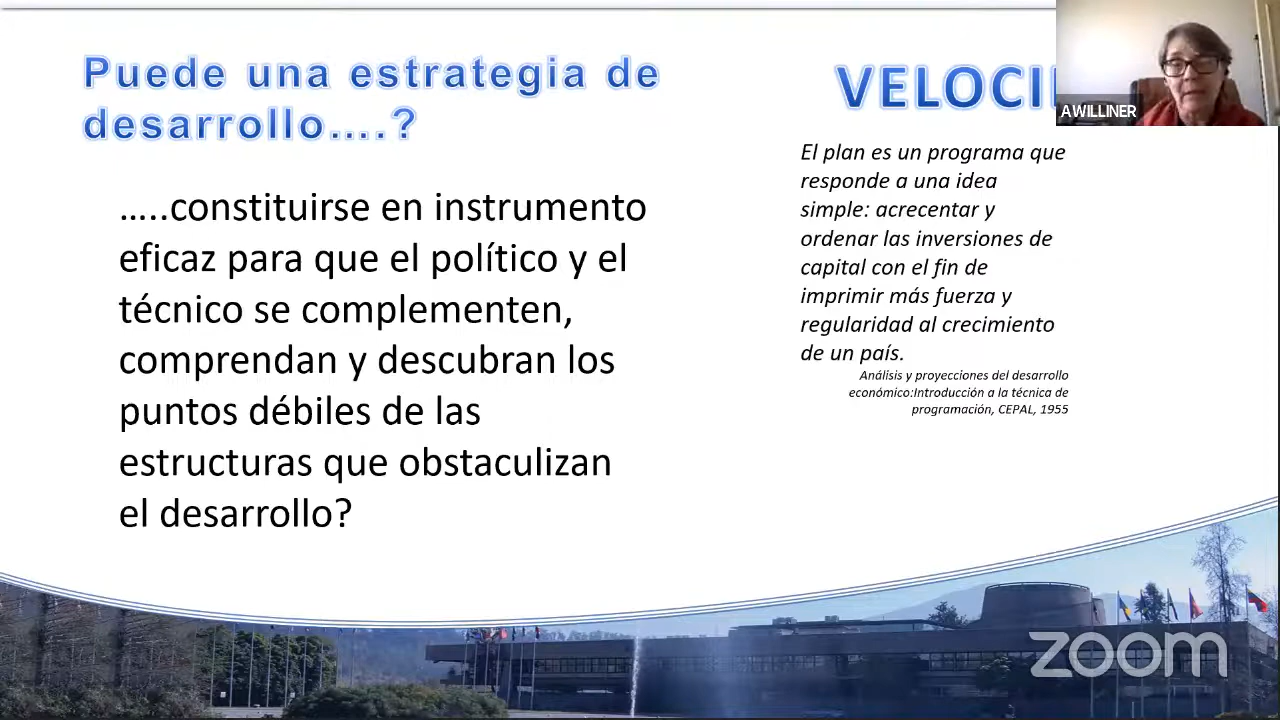 Puede una estrategia de
desarrollo....?
…..constituirse en instrumento
eficaz para que el político y el
técnico se complementen,
comprendan y descubran los
puntos débiles de las
estructuras que obstaculizan
el desarrollo?
El plan es un programa que
responde a una idea
simple: acrecentar y
ordenar las inversiones de
capital con el fin de
imprimir más fuerza y
regularidad al crecimiento
de un país.
Análisis y proyecciones del desarrollo
económico:Introducción a la técnica de
programación, CEPAL, 1955
AWILLINER
zoom